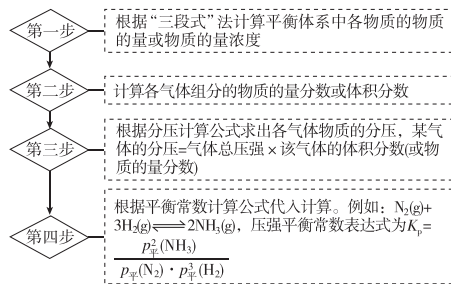 第一步
根据“三段式”法计算平衡体系中各物质的物质
的量或物质的量浓度
第二步
计算各气体组分的物质的量分数或体积分数
第三步
根据分压计算公式求出各气体物质的分压，某气
体的分压=气体总压强×该气体的体积分数(或物
质的量分数)
第四步
根据平衡常数计算公式代入计算。例如：N₂(g)+
3H₂(g)⇌2NH₃(g)，压强平衡常数表达式为Kₚ=
p²平(NH₃)
p平(N₂)·p³平(H₂)